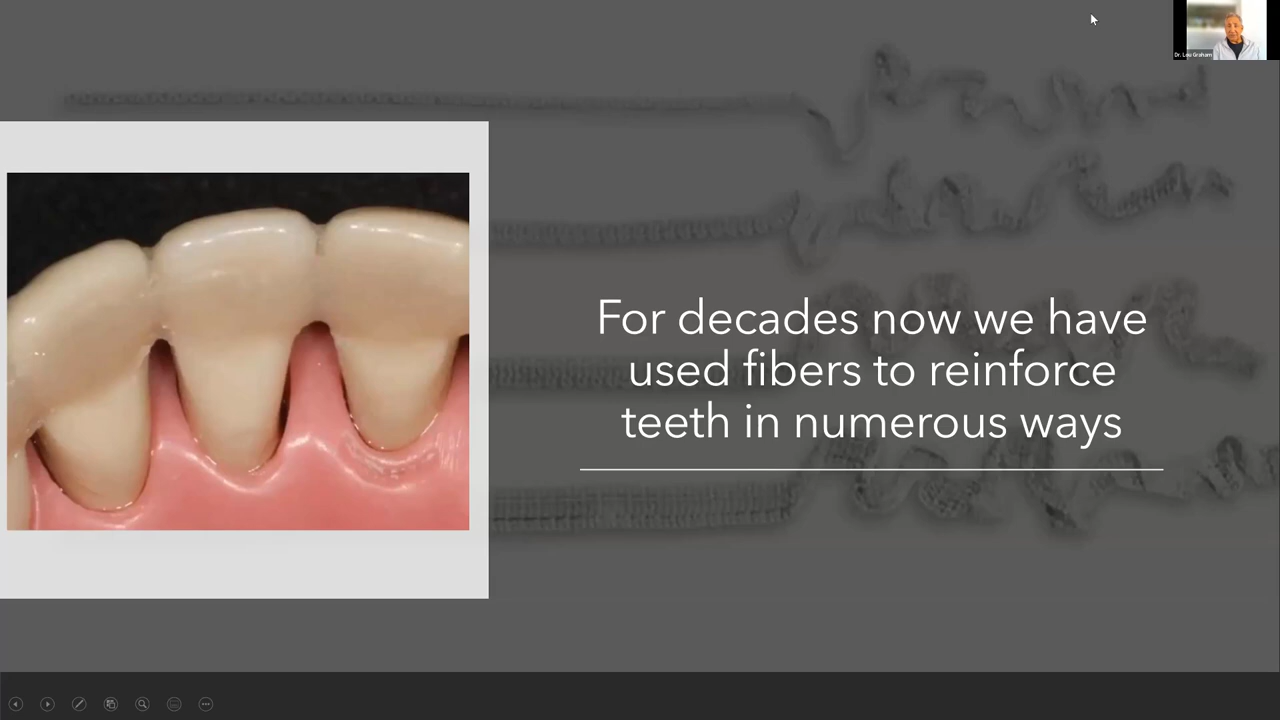 Dr. Lou Graham
For decades now we have
used fibers to reinforce
teeth in numerous ways